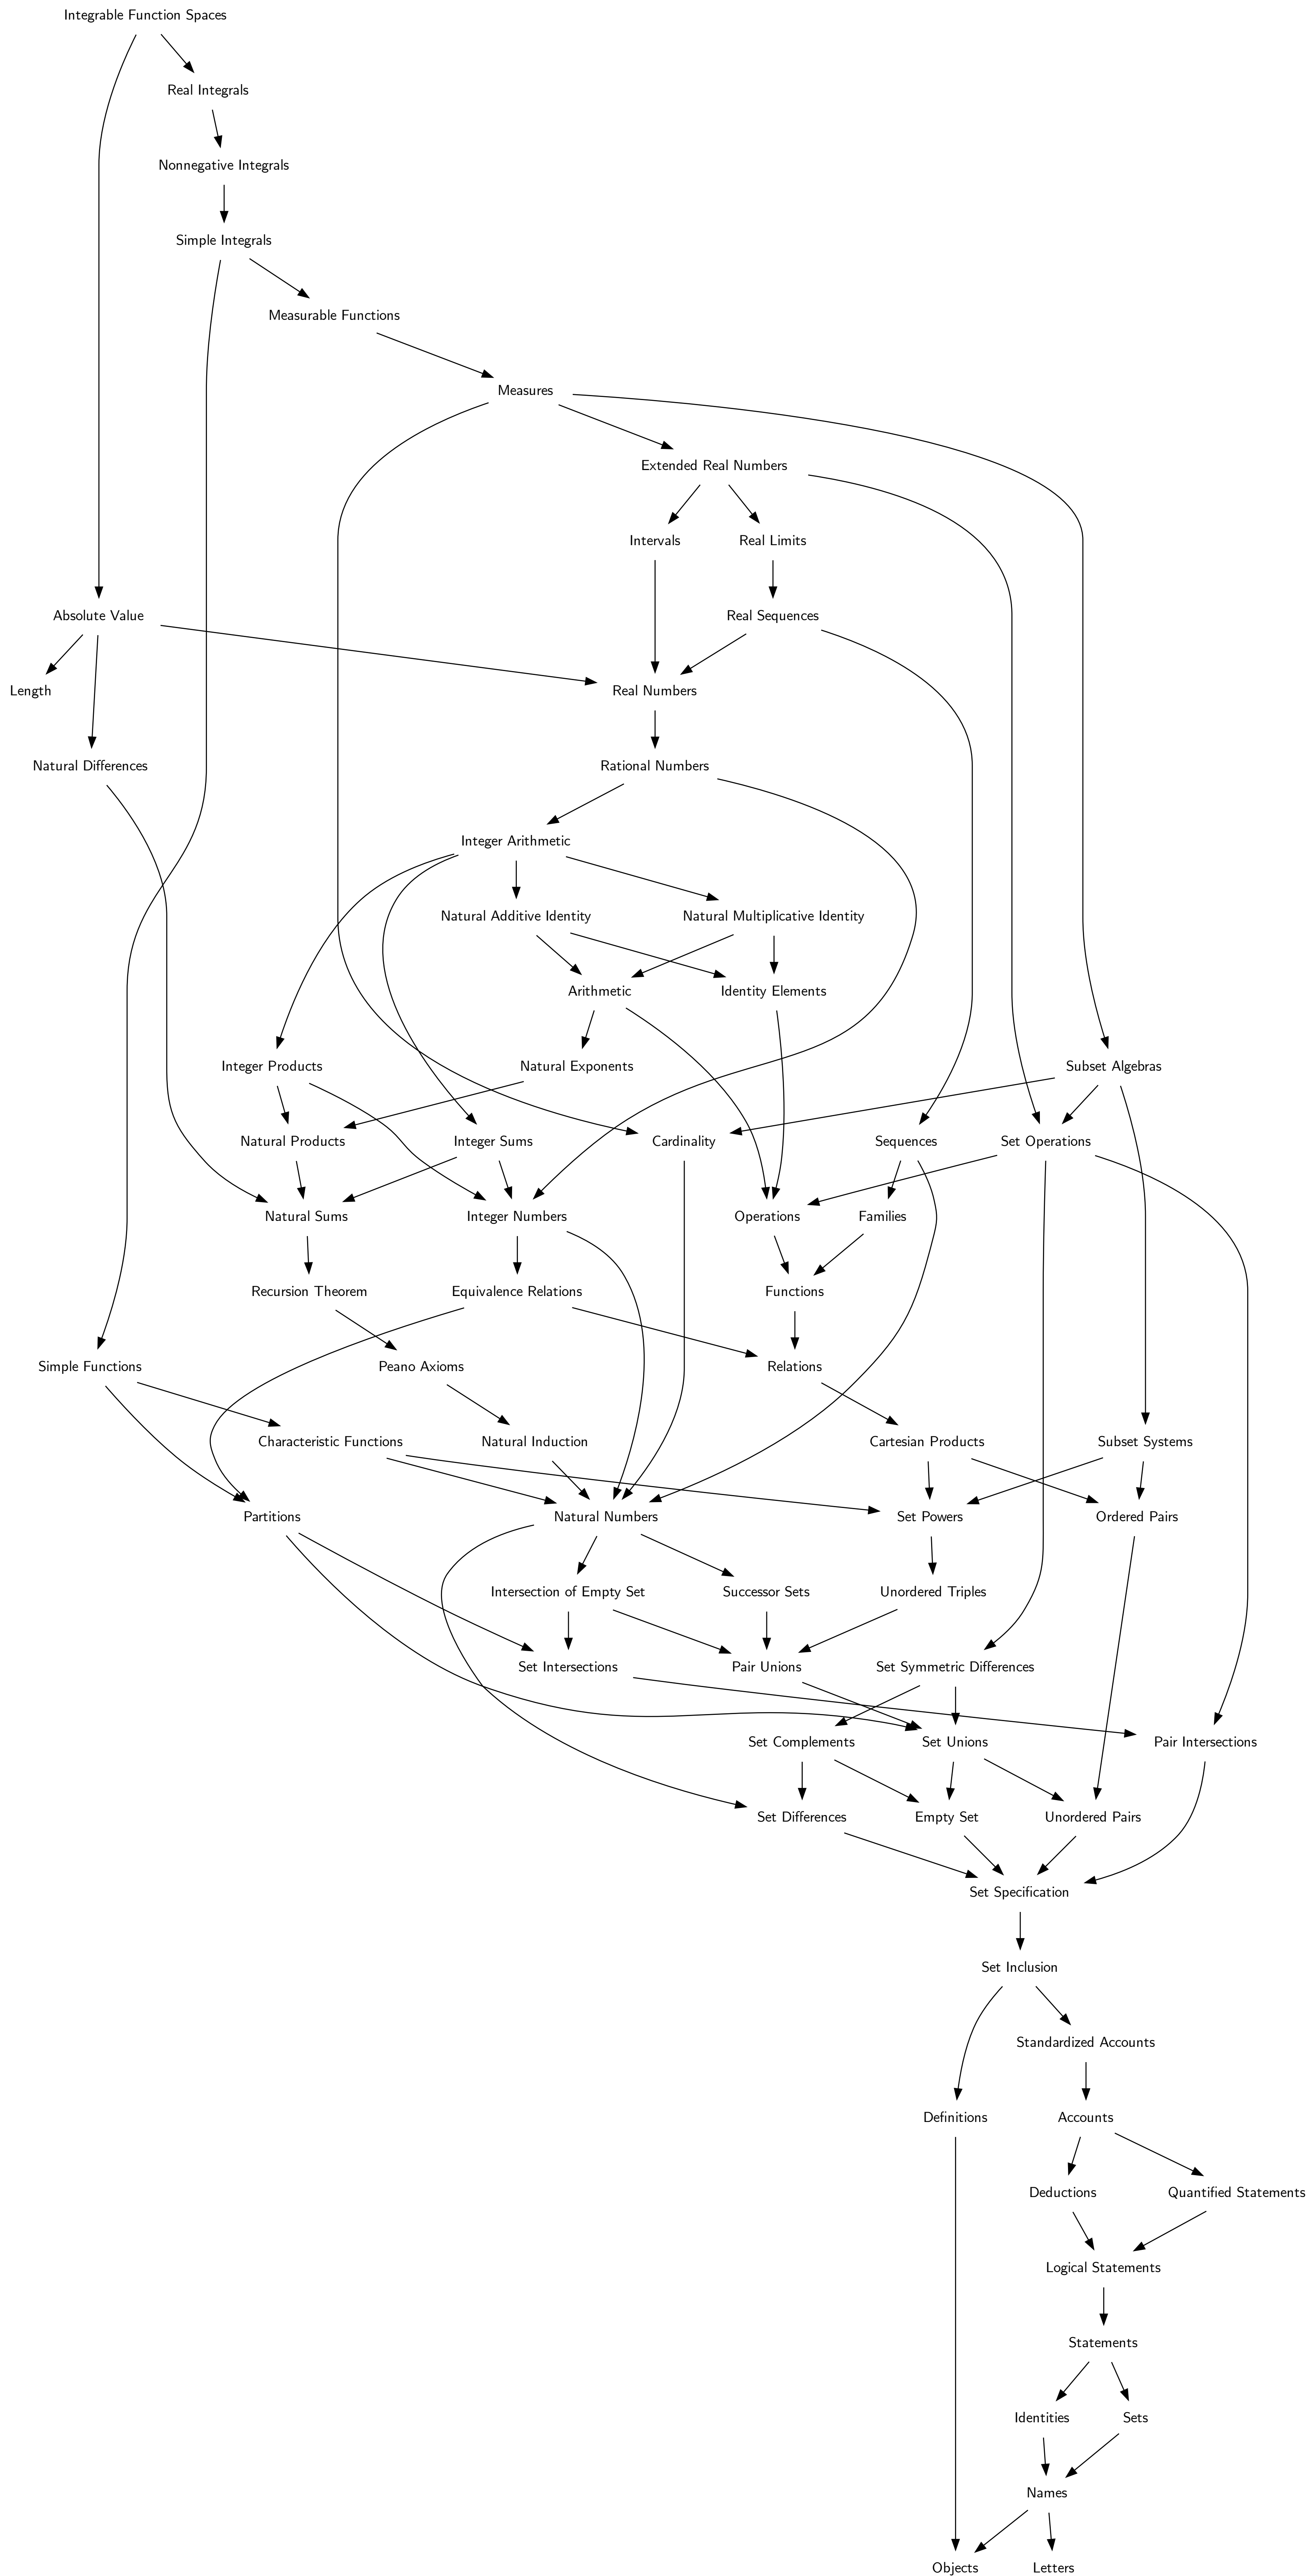 Integrable Function Spaces
Real Integrals
Nonnegative Integrals
Simple Integrals
Measurable Functions
Measures
Extended Real Numbers
Intervals
Real Limits
Absolute Value
Real Sequences
Length
Real Numbers
Natural Differences
Rational Numbers
Integer Arithmetic
Natural Additive Identity
Natural Multiplicative Identity
Arithmetic
Identity Elements
Integer Products
Natural Exponents
Subset Algebras
Natural Products
Integer Sums
Cardinality
Sequences
Set Operations
Natural Sums
Integer Numbers
Operations
Families
Recursion Theorem
Equivalence Relations
Functions
Simple Functions
Peano Axioms
Relations
Characteristic Functions
Natural Induction
Cartesian Products
Subset Systems
Partitions
Natural Numbers
Set Powers
Ordered Pairs
Intersection of Empty Set
Successor Sets
Unordered Triples
Set Intersections
Pair Unions
Set Symmetric Differences
Set Complements
Set Unions
Pair Intersections
Set Differences
Empty Set
Unordered Pairs
Set Specification
Set Inclusion
Standardized Accounts
Definitions
Accounts
Deductions
Quantified Statements
Logical Statements
Statements
Identities
Sets
Names
Objects
Letters